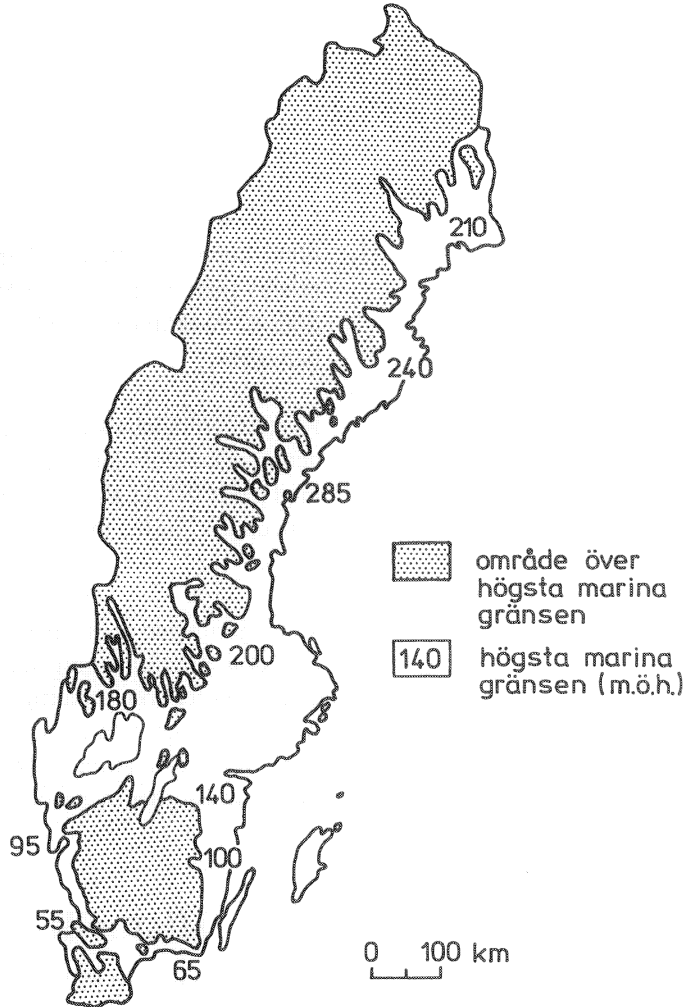 210
240
285
område över
högsta marina
gränsen
200
140
högsta marina
gränsen (m.ö.h.)
180
140
95
100
55
65
0 100 km